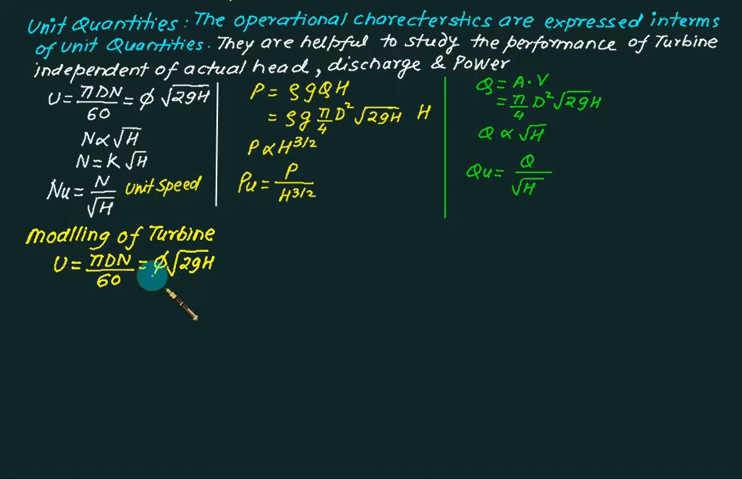 Unit Quantities: The operational charecterstics are expressed interms
of Unit Quantities. They are helpful to study the performance of Turbine
independent of actual head, discharge & Power
U = πDN/60 = φ √2gH
N ∝ √H
N = K √H
Nu = N/√H Unit Speed
P = ρgQH
= ρg π/4 D² √2gH H
P ∝ H^3/2
Pu = P/H^3/2
Q = A·V
= π/4 D² √2gH
Q ∝ √H
Qu = Q/√H
Modlling of Turbine
U = πDN/60 = φ √2gH